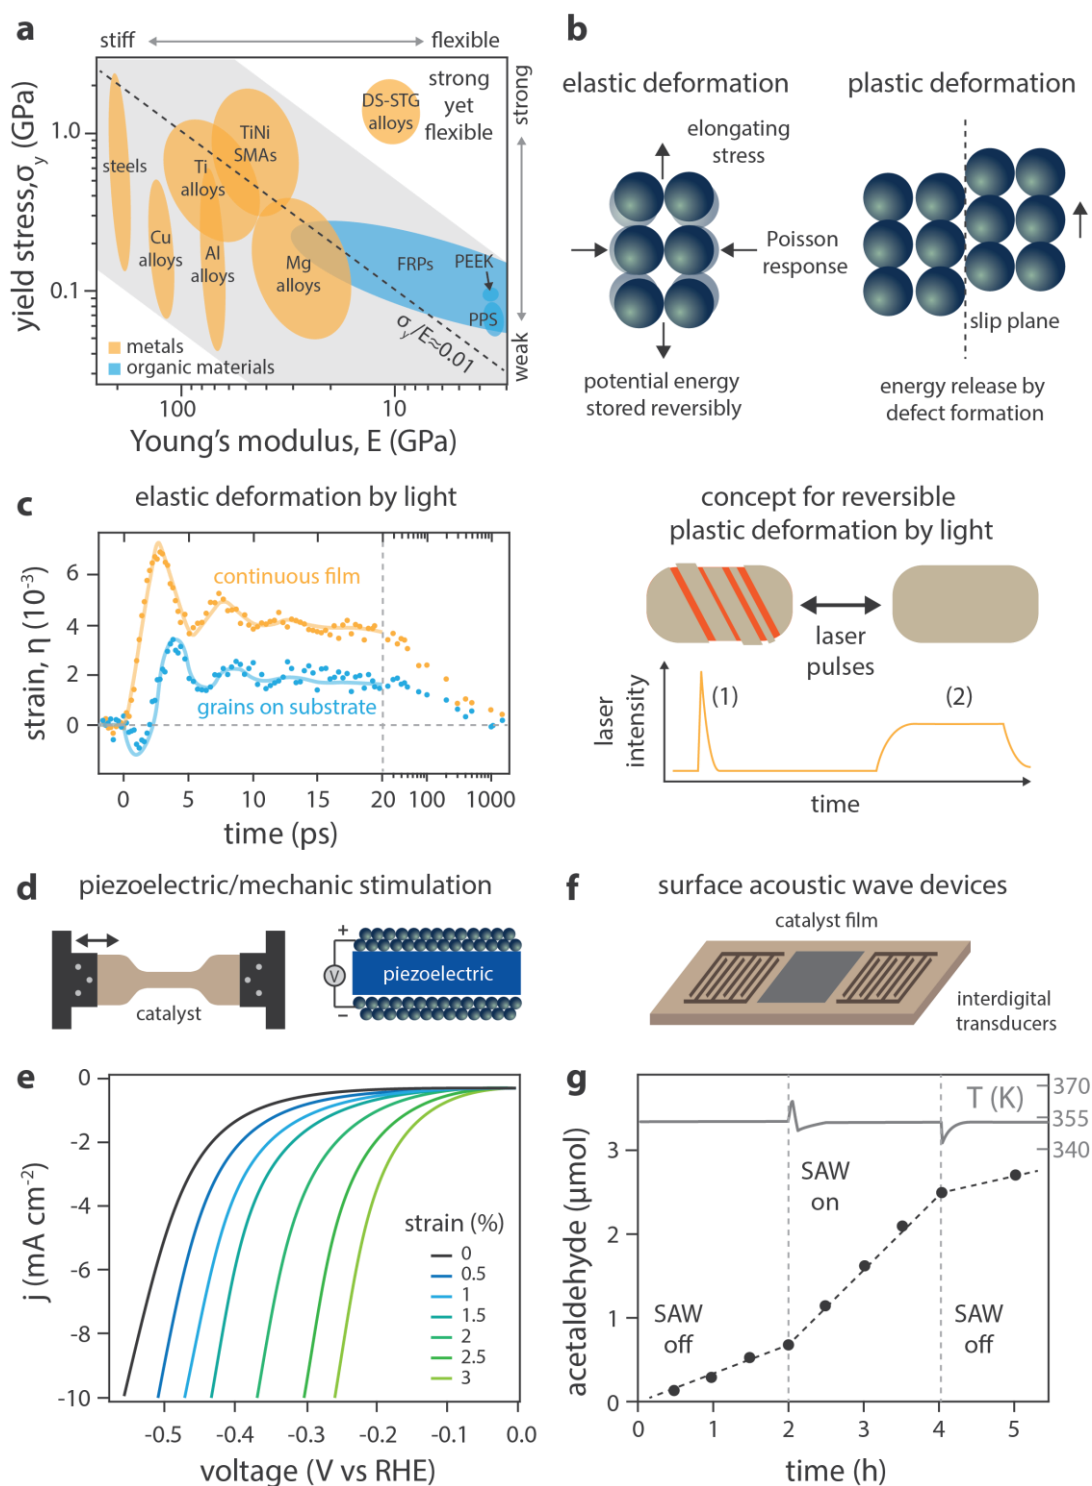 a
stiff
flexible
yield stress, σy (GPa)
1.0
0.1
steels
Cu
alloys
Ti
alloys
Al
alloys
TiNi
SMAs
Mg
alloys
DS-STG
alloys
strong
yet
flexible
FRPs
PEEK
PPS
σy/E≈0.01
metals
organic materials
strong
weak
100
10
Young's modulus, E (GPa)
b
elastic deformation
plastic deformation
elongating
stress
Poisson
response
slip plane
potential energy
stored reversibly
energy release by
defect formation
c
elastic deformation by light
strain, η (10-3)
6
4
2
0
continuous film
grains on substrate
0
5
10
15
20
100
1000
time (ps)
concept for reversible
plastic deformation by light
laser
pulses
laser
intensity
(1)
(2)
time
d
piezoelectric/mechanic stimulation
catalyst
+
V
−
piezoelectric
f
surface acoustic wave devices
catalyst film
interdigital
transducers
e
j (mA cm-2)
0
-2
-4
-6
-8
-10
strain (%)
0
0.5
1
1.5
2
2.5
3
-0.5
-0.4
-0.3
-0.2
-0.1
0.0
voltage (V vs RHE)
g
acetaldehyde (μmol)
3
2
1
0
T (K)
370
355
340
SAW
off
SAW
on
SAW
off
0
1
2
3
4
5
time (h)